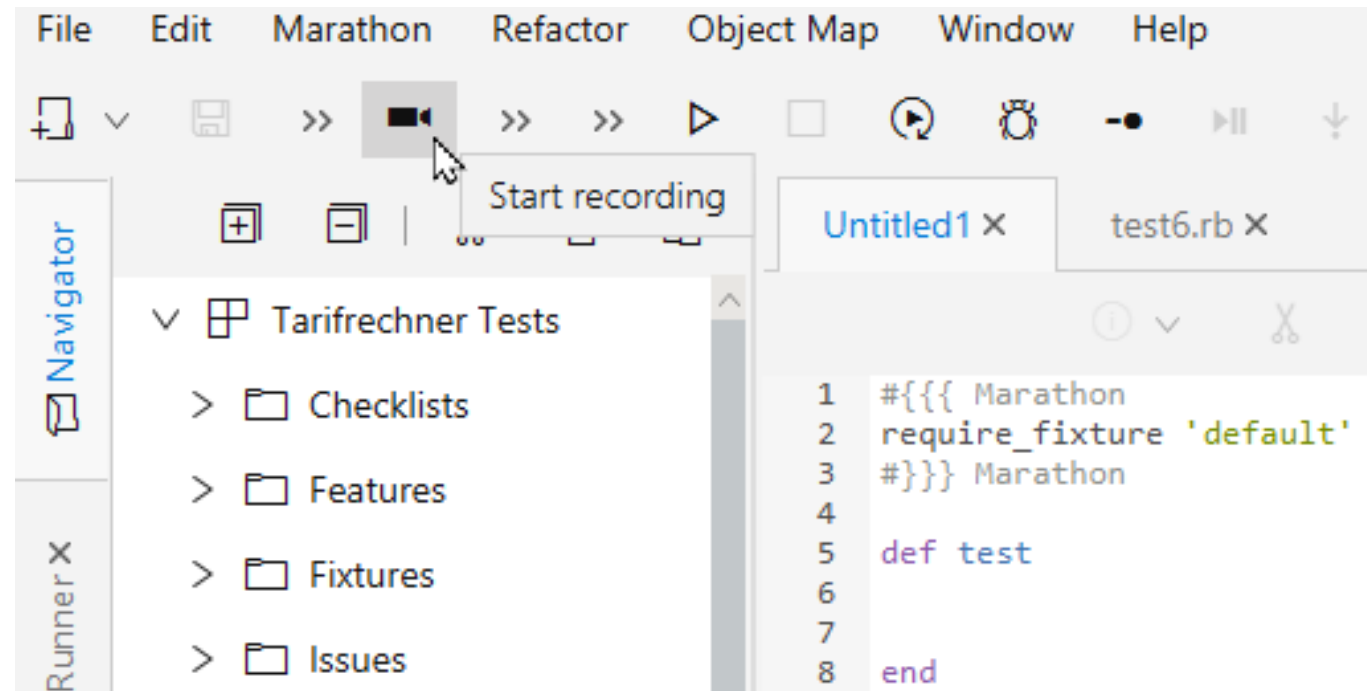 File Edit Marathon Refactor Object Map Window Help
Start recording
Untitled1 test6.rb
Navigator
Runner
Tarifrechner Tests
Checklists
Features
Fixtures
Issues
1 #{{{ Marathon
2 require_fixture 'default'
3 #}}} Marathon
4
5 def test
6
7
8 end